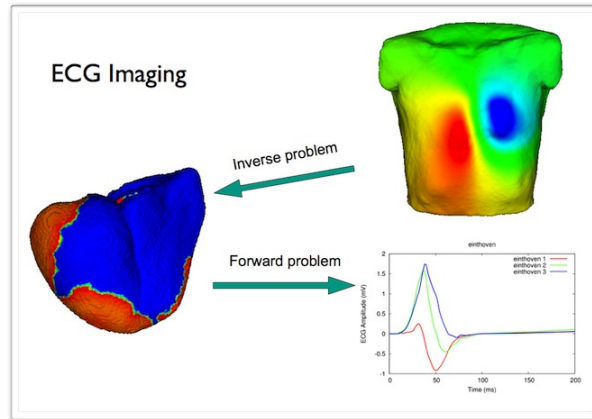 ECG Imaging
Inverse problem
Forward problem
einthoven
einthoven 1
einthoven 2
einthoven 3
ECG Amplitude (mV)
2
1.5
1
0.5
0
-0.5
-1
0
50
100
150
200
Time (ms)